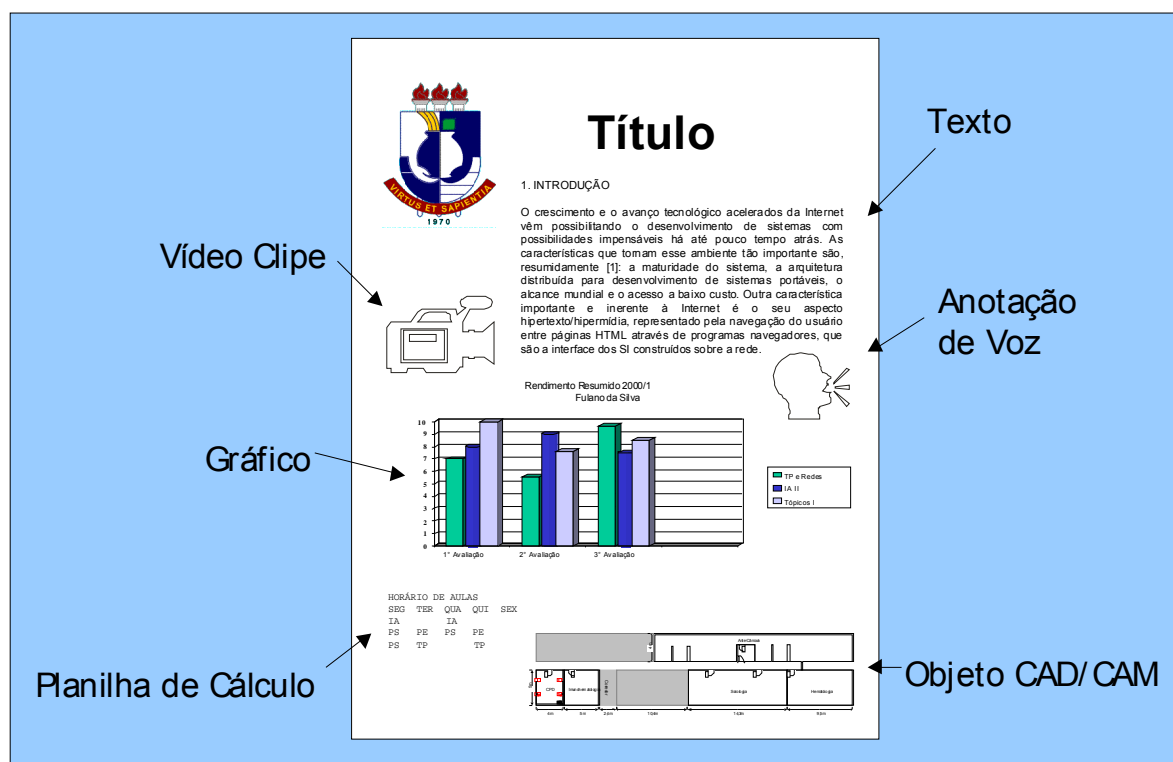 Título
Texto
VIRTUS ET SAPIENTIA
1970
1. INTRODUÇÃO
O crescimento e o avanço tecnológico acelerados da Internet
vêm possibilitando o desenvolvimento de sistemas com
possibilidades impensáveis há até pouco tempo atrás. As
características que tornam esse ambiente tão importante são,
resumidamente [1]: a maturidade do sistema, a arquitetura
distribuída para desenvolvimento de sistemas portáveis, o
alcance mundial e o acesso a baixo custo. Outra característica
importante e inerente à Internet é o seu aspecto
hipertexto/hipermídia, representado pela navegação do usuário
entre páginas HTML através de programas navegadores, que
são a interface dos SI construídos sobre a rede.
Vídeo Clipe
Anotação
de Voz
Rendimento Resumido 2000/1
Fulano da Silva
Gráfico
10
9
8
7
6
5
4
3
2
1
0
1° Avaliação 2° Avaliação 3° Avaliação
TP e Redes
IA II
Tópicos I
HORÁRIO DE AULAS
SEG TER QUA QUI SEX
IA IA
PS PE PS PE
PS TP TP
Planilha de Cálculo
Objeto CAD/CAM
CPD
Hematologia